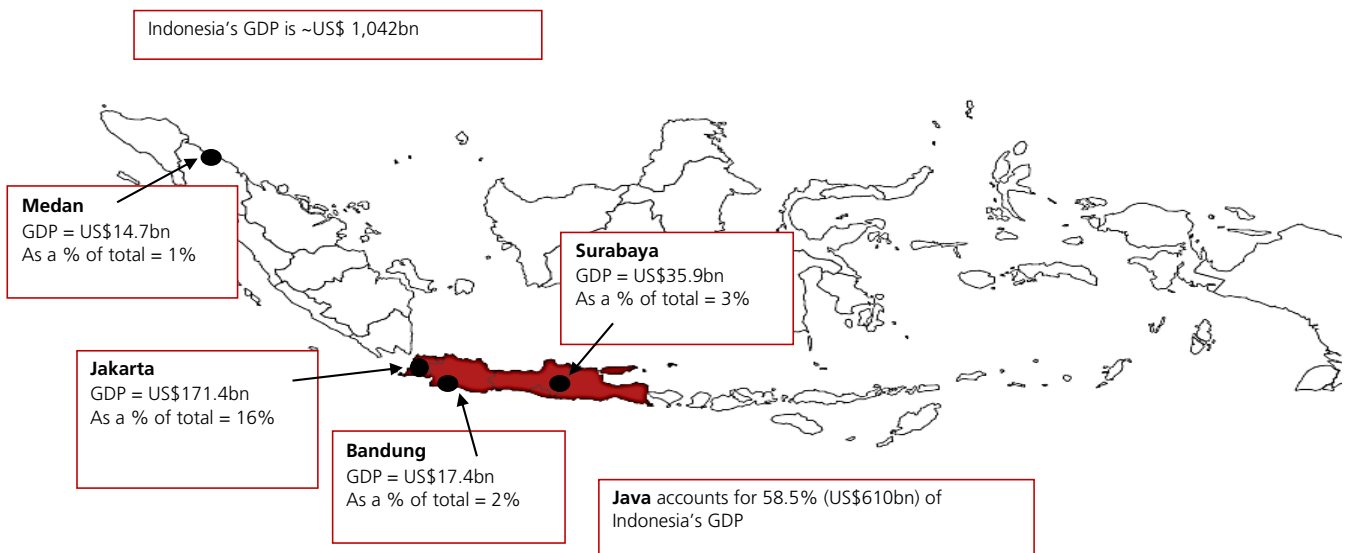 Indonesia’s GDP is ~US$ 1,042bn
Medan
GDP = US$14.7bn
As a % of total = 1%
Surabaya
GDP = US$35.9bn
As a % of total = 3%
Jakarta
GDP = US$171.4bn
As a % of total = 16%
Bandung
GDP = US$17.4bn
As a % of total = 2%
Java accounts for 58.5% (US$610bn) of
Indonesia’s GDP